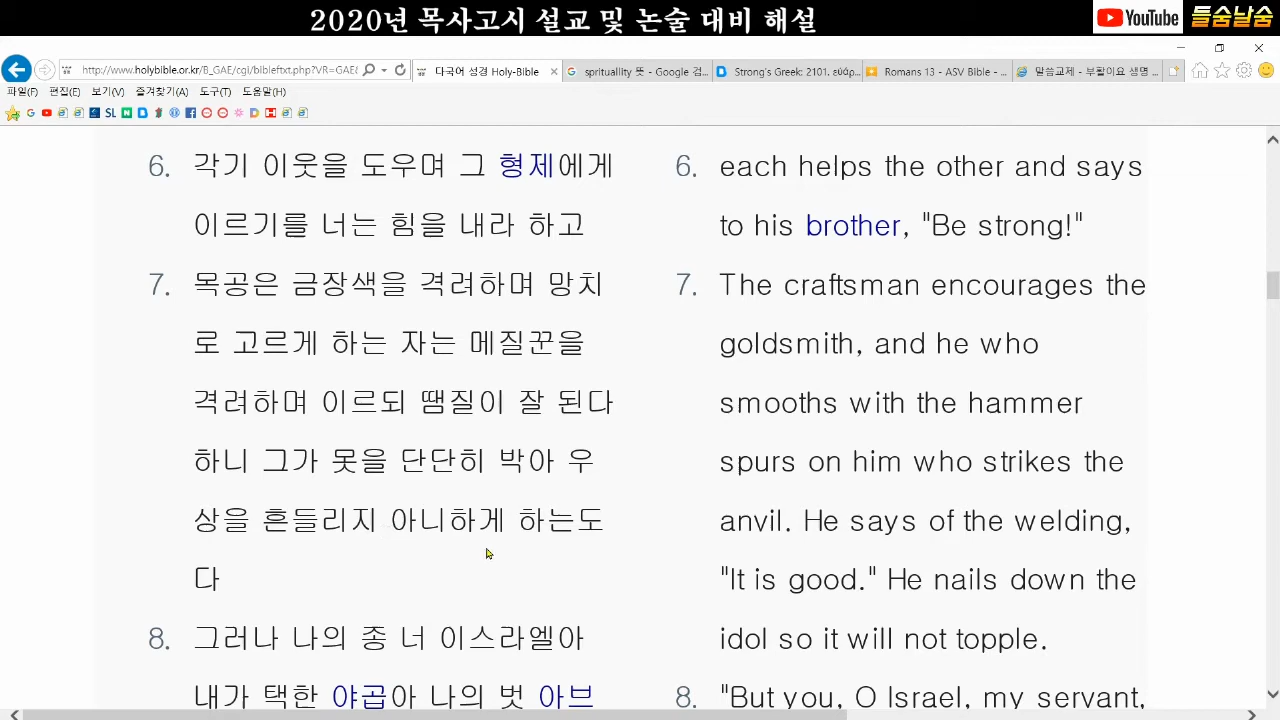 2020년 목사고시 설교 및 논술 대비 해설
YouTube 들숨날숨
http://www.holybible.or.kr/B_GAE/cgi/bibleftxt.php?VR=GAE(
다국어 성경 Holy-Bible
sprituallity 뜻 - Google 검...
Strong's Greek: 2101. εὐάρ...
Romans 13 - ASV Bible - ...
말씀교제 - 부활이요 생명 ...
파일(F) 편집(E) 보기(V) 즐겨찾기(A) 도구(T) 도움말(H)
6. 각기 이웃을 도우며 그 형제에게
이르기를 너는 힘을 내라 하고
7. 목공은 금장색을 격려하며 망치
로 고르게 하는 자는 메질꾼을
격려하며 이르되 땜질이 잘 된다
하니 그가 못을 단단히 박아 우
상을 흔들리지 아니하게 하는도
다
8. 그러나 나의 종 너 이스라엘아
내가 택한 야곱아 나의 벗 아브
6. each helps the other and says
to his brother, "Be strong!"
7. The craftsman encourages the
goldsmith, and he who
smooths with the hammer
spurs on him who strikes the
anvil. He says of the welding,
"It is good." He nails down the
idol so it will not topple.
8. "But you, O Israel, my servant,